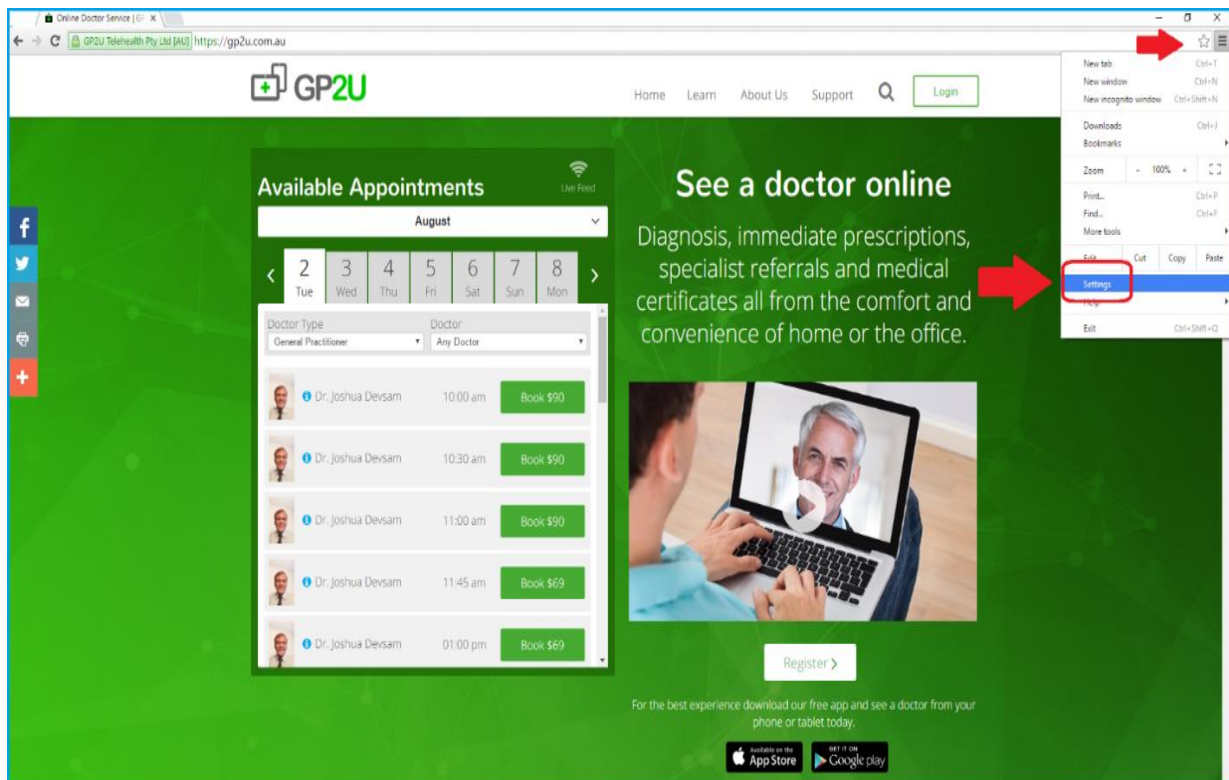 Online Doctor Service | GP
GP2U Telehealth Pty Ltd [AU] https://gp2u.com.au
GP2U
Home Learn About Us Support Login
New tab Ctrl+T
New window Ctrl+N
New incognito window Ctrl+Shift+N
Downloads Ctrl+J
Bookmarks
Zoom - 100% +
Print... Ctrl+P
Find... Ctrl+F
More tools
Edit Cut Copy Paste
Settings
Help
Exit Ctrl+Shift+Q
Available Appointments
Live Feed
August
2 3 4 5 6 7 8
Tue Wed Thu Fri Sat Sun Mon
Doctor Type Doctor
General Practitioner Any Doctor
Dr. Joshua Devsam 10:00 am Book $90
Dr. Joshua Devsam 10:30 am Book $90
Dr. Joshua Devsam 11:00 am Book $90
Dr. Joshua Devsam 11:45 am Book $69
Dr. Joshua Devsam 01:00 pm Book $69
See a doctor online
Diagnosis, immediate prescriptions,
specialist referrals and medical
certificates all from the comfort and
convenience of home or the office.
Register >
For the best experience download our free app and see a doctor from your
phone or tablet today.
Available on the
App Store
GET IT ON
Google play